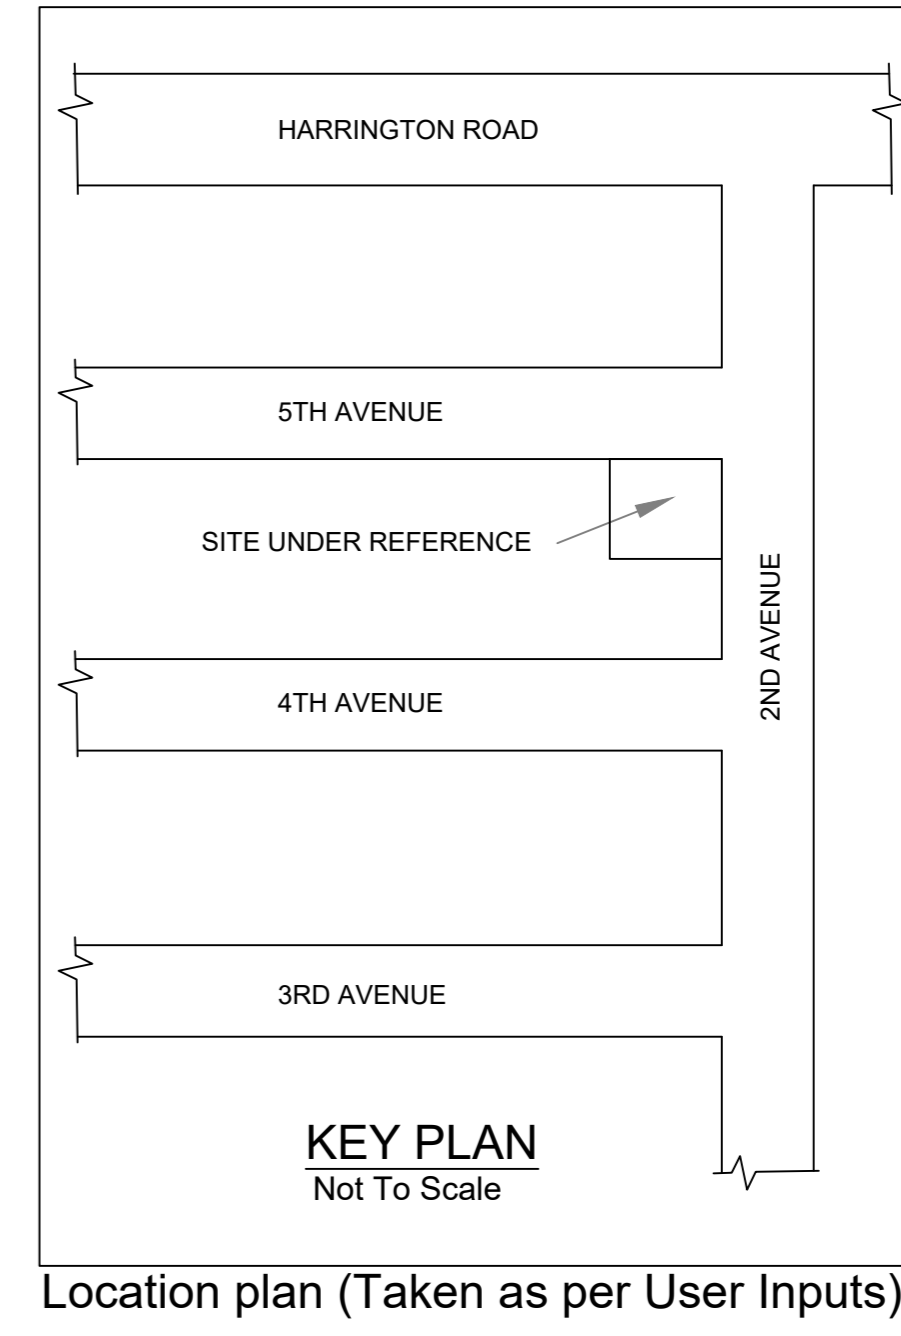 HARRINGTON ROAD
5TH AVENUE
SITE UNDER REFERENCE
2ND AVENUE
4TH AVENUE
3RD AVENUE
KEY PLAN
Not To Scale
Location plan (Taken as per User Inputs)